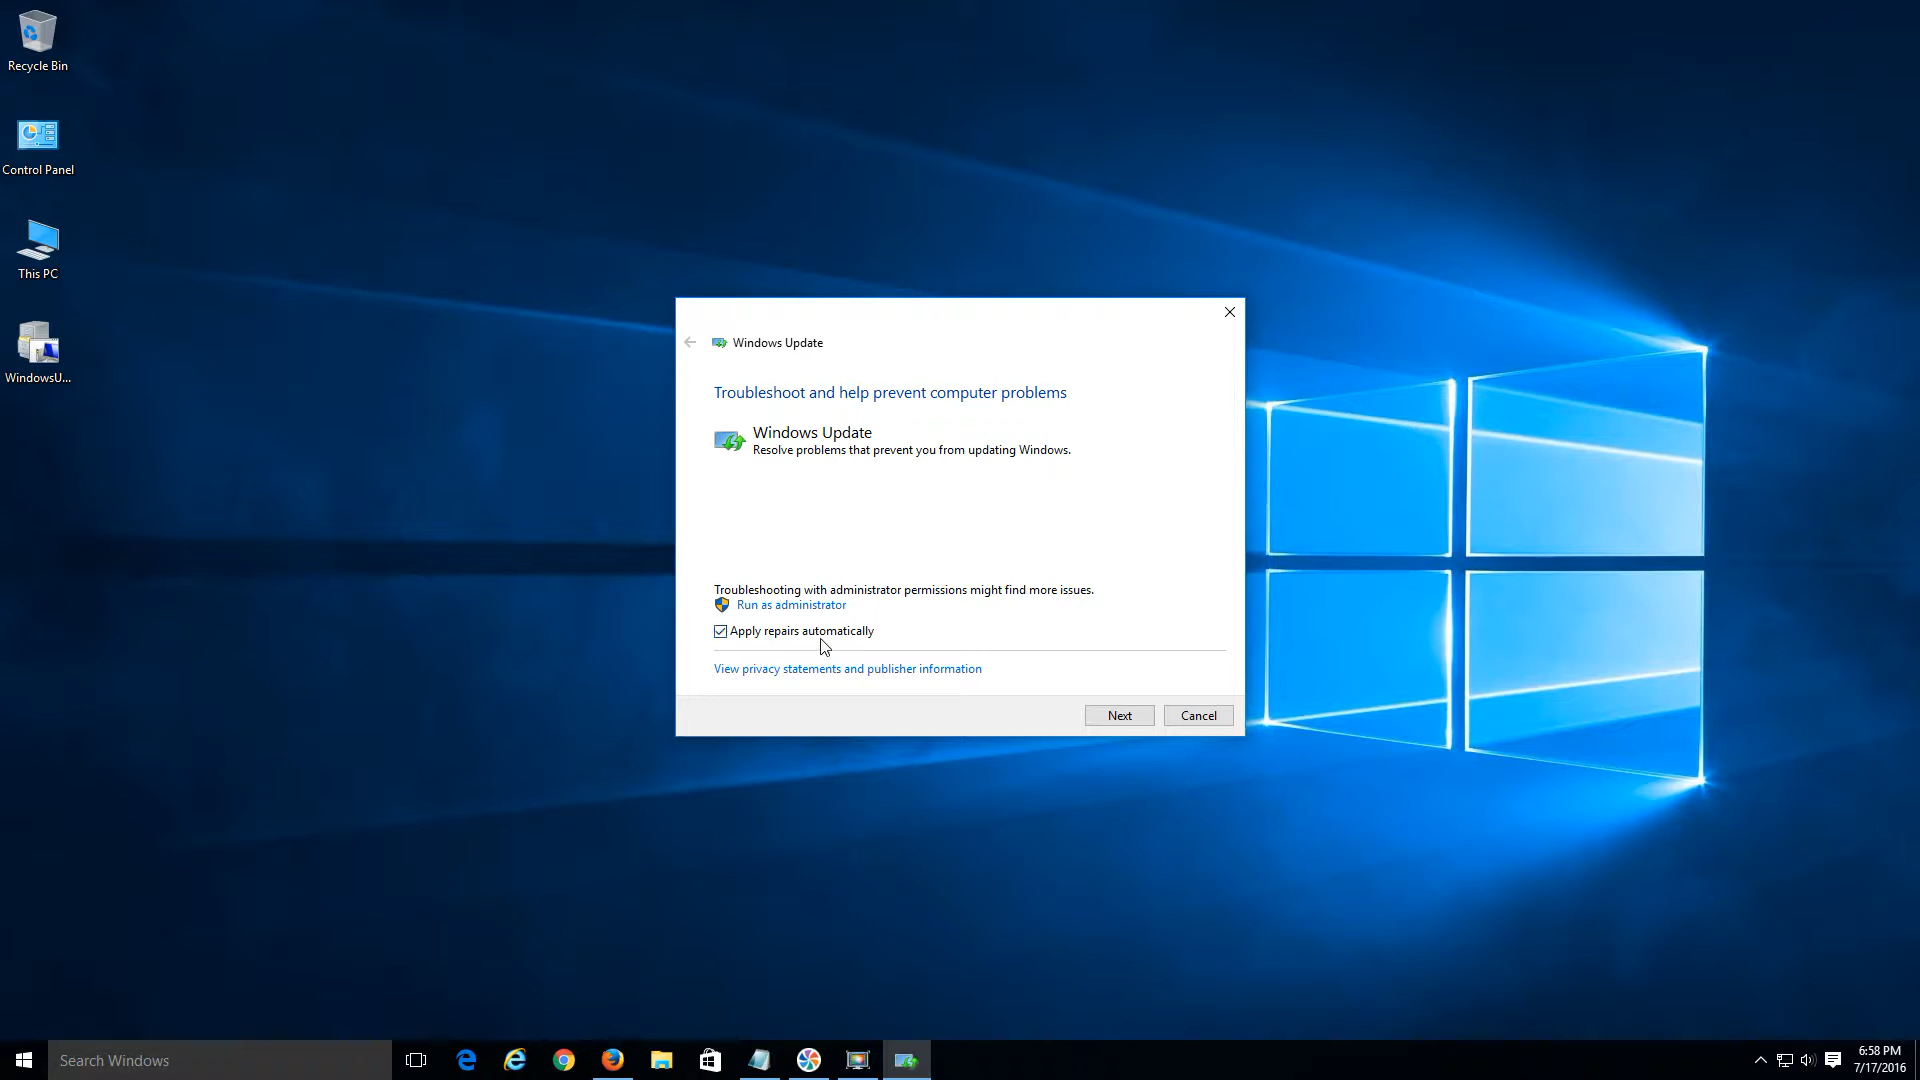 Recycle Bin
Control Panel
This PC
WindowsU...
Windows Update
Troubleshoot and help prevent computer problems
Windows Update
Resolve problems that prevent you from updating Windows.
Troubleshooting with administrator permissions might find more issues.
Run as administrator
Apply repairs automatically
View privacy statements and publisher information
Next
Cancel
Search Windows
6:58 PM
7/17/2016